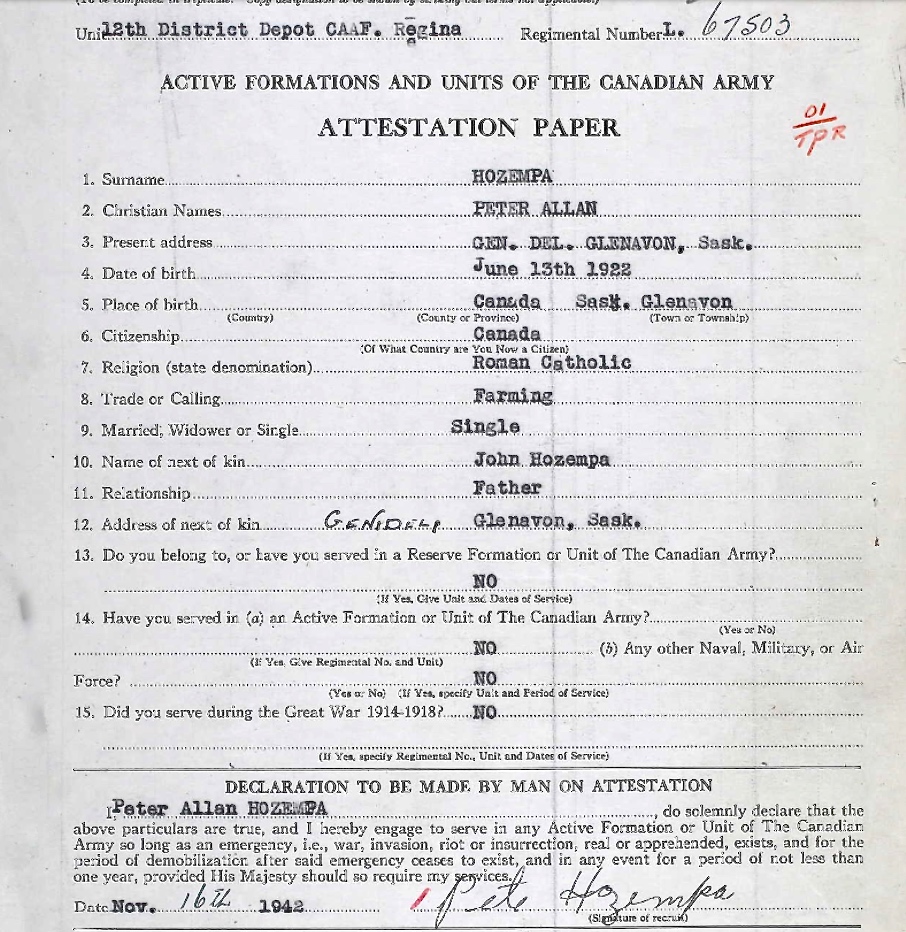 Uni 12th District Depot CAAF. Regina Regimental Number L. 67503
ACTIVE FORMATIONS AND UNITS OF THE CANADIAN ARMY
ATTESTATION PAPER
01
TPR
1. Surname HOZEMPA
2. Christian Names PETER ALLAN
3. Present address GEN. DEL. GLENAVON, Sask.
4. Date of birth June 13th 1922
5. Place of birth Canada Sask. Glenavon
(Country) (County or Province) (Town or Township)
6. Citizenship Canada
(Of What Country are You Now a Citizen)
7. Religion (state denomination) Roman Catholic
8. Trade or Calling Farming
9. Married, Widower or Single Single
10. Name of next of kin John Hozempa
11. Relationship Father
12. Address of next of kin GENIDELI Glenavon, Sask.
13. Do you belong to, or have you served in a Reserve Formation or Unit of The Canadian Army?
NO
(If Yes, Give Unit and Dates of Service)
14. Have you served in (a) an Active Formation or Unit of The Canadian Army?
(Yes or No)
NO (b) Any other Naval, Military, or Air
(If Yes, Give Regimental No. and Unit)
Force? NO
(Yes or No) (If Yes, specify Unit and Period of Service)
15. Did you serve during the Great War 1914-1918? NO
(If Yes, specify Regimental No., Unit and Dates of Service)
DECLARATION TO BE MADE BY MAN ON ATTESTATION
I Peter Allan HOZEMPA, do solemnly declare that the
above particulars are true, and I hereby engage to serve in any Active Formation or Unit of The Canadian
Army so long as an emergency, i.e., war, invasion, riot or insurrection, real or apprehended, exists, and for the
period of demobilization after said emergency ceases to exist, and in any event for a period of not less than
one year, provided His Majesty should so require my services.
Date Nov. 16th 1942 Pete Hozempa
(Signature of recruit)